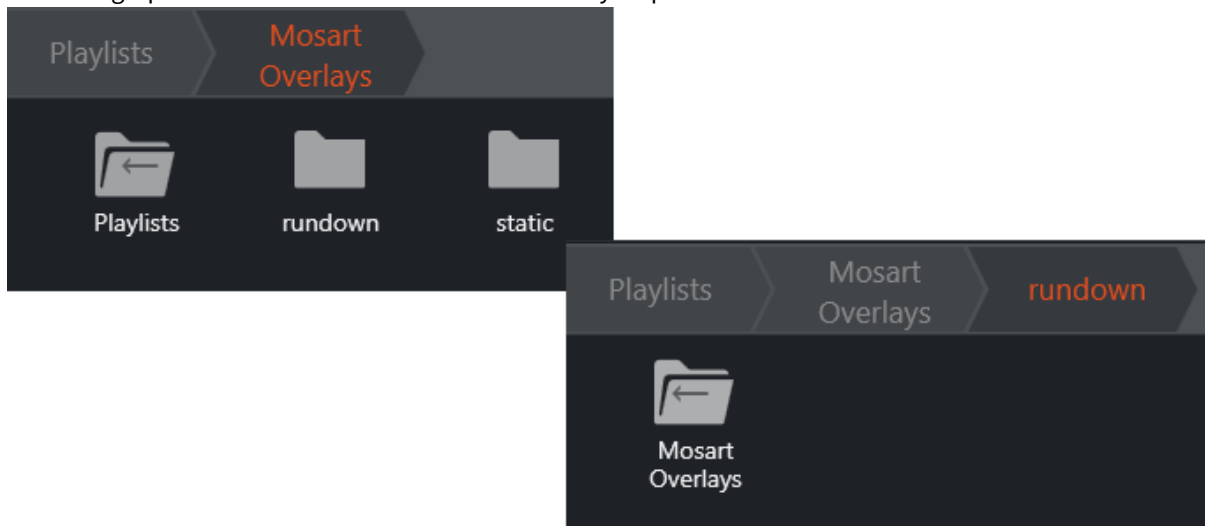 Playlists
Mosart
Overlays
Playlists
rundown
static
Playlists
Mosart
Overlays
rundown
Mosart
Overlays